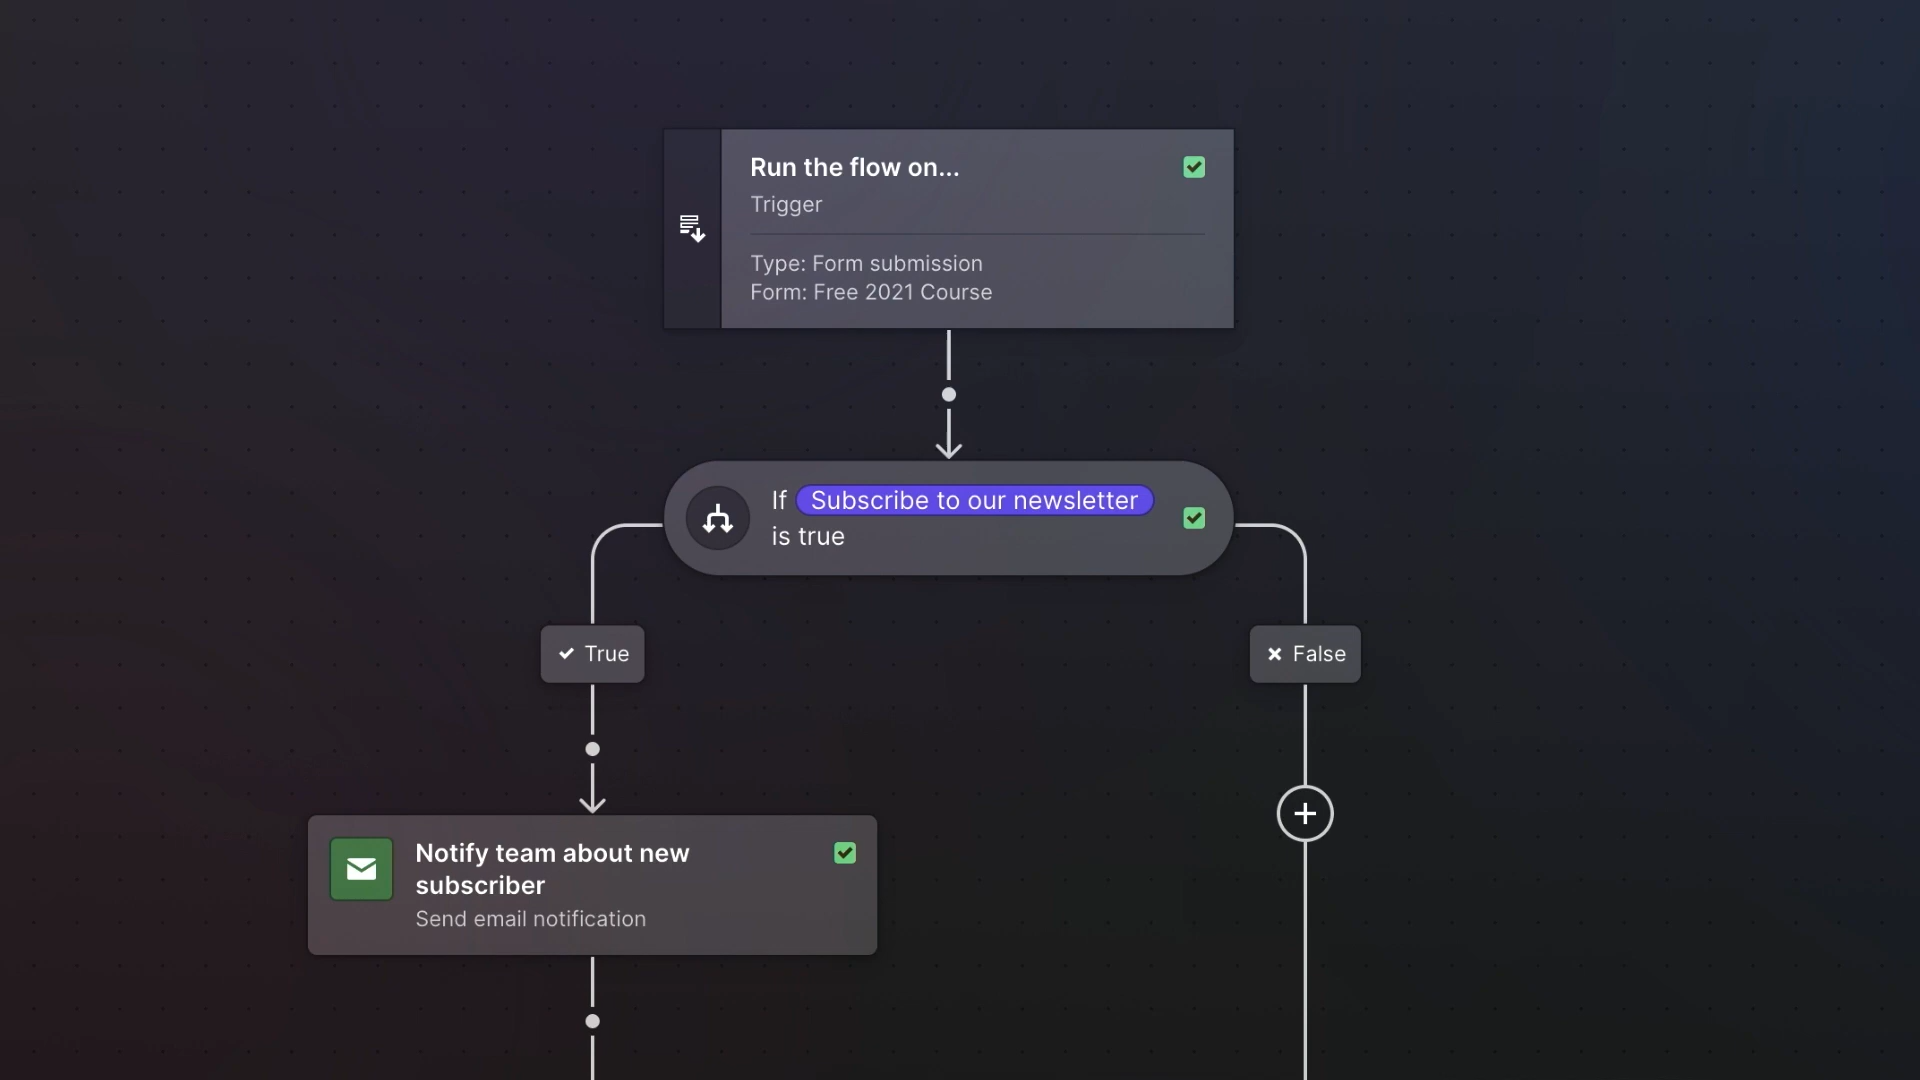 Run the flow on...
Trigger
Type: Form submission
Form: Free 2021 Course
If Subscribe to our newsletter
is true
True
False
Notify team about new
subscriber
Send email notification